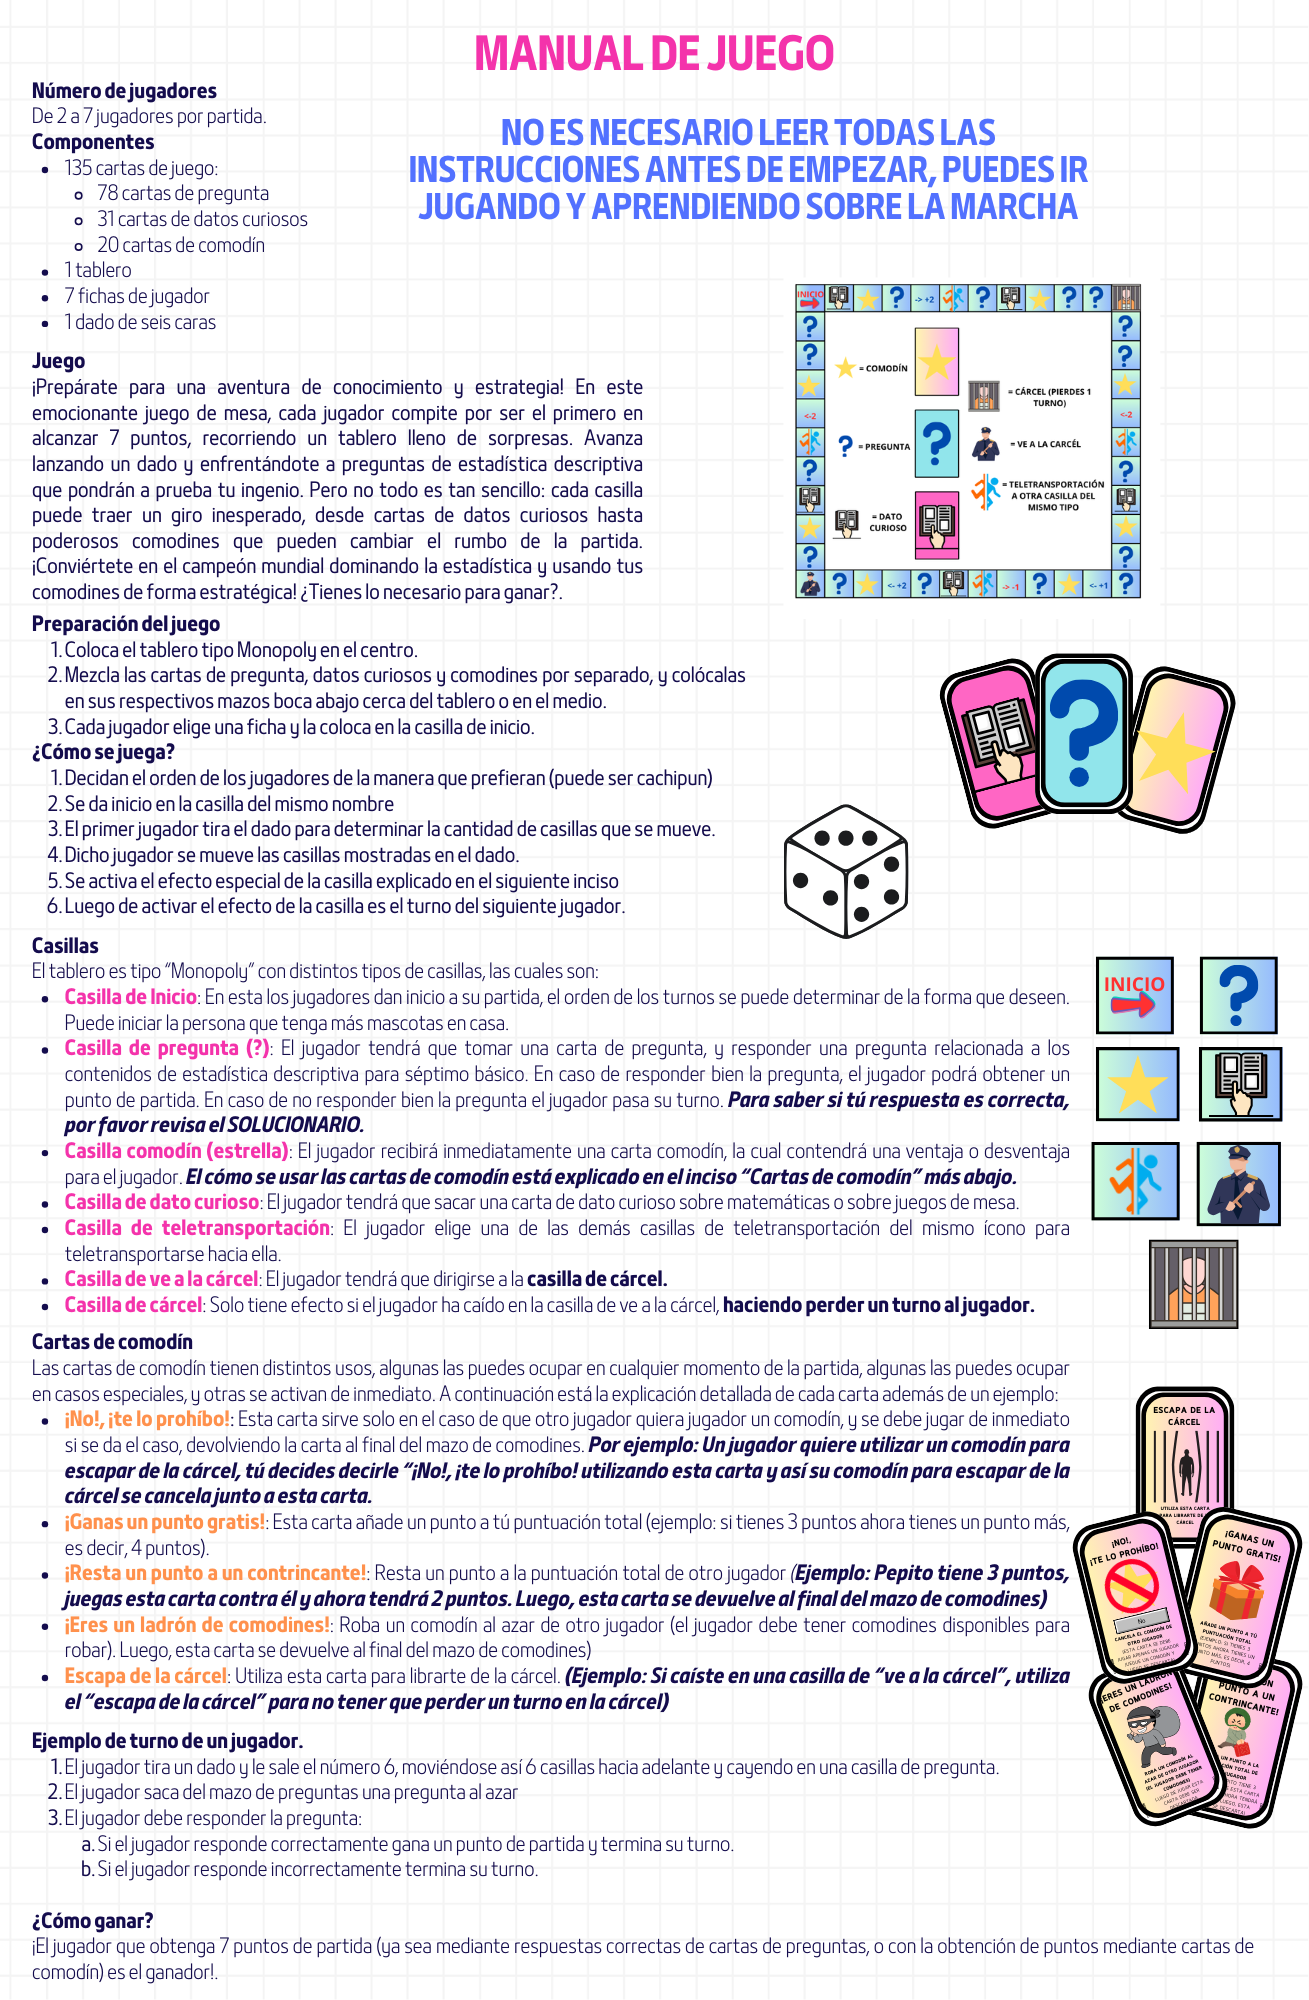 MANUAL DE JUEGO
Número de jugadores
De 2 a 7 jugadores por partida.
Componentes
135 cartas de juego:
78 cartas de pregunta
31 cartas de datos curiosos
20 cartas de comodín
1 tablero
7 fichas de jugador
1 dado de seis caras
NO ES NECESARIO LEER TODAS LAS
INSTRUCCIONES ANTES DE EMPEZAR, PUEDES IR
JUGANDO Y APRENDIENDO SOBRE LA MARCHA
INICIO
? -> +2 ? ? ?
= COMODÍN
= PREGUNTA
= DATO
CURIOSO
= CÁRCEL (PIERDES 1
TURNO)
= VE A LA CARCÉL
= TELETRANSPORTACIÓN
A OTRA CASILLA DEL
MISMO TIPO
<-2
<-2
? <- +2 ? -> -1 ? <- +1 ?
Juego
¡Prepárate para una aventura de conocimiento y estrategia! En este
emocionante juego de mesa, cada jugador compite por ser el primero en
alcanzar 7 puntos, recorriendo un tablero lleno de sorpresas. Avanza
lanzando un dado y enfrentándote a preguntas de estadística descriptiva
que pondrán a prueba tu ingenio. Pero no todo es tan sencillo: cada casilla
puede traer un giro inesperado, desde cartas de datos curiosos hasta
poderosos comodines que pueden cambiar el rumbo de la partida.
¡Conviértete en el campeón mundial dominando la estadística y usando tus
comodines de forma estratégica! ¿Tienes lo necesario para ganar?.
Preparación del juego
1. Coloca el tablero tipo Monopoly en el centro.
2. Mezcla las cartas de pregunta, datos curiosos y comodines por separado, y colócalas
en sus respectivos mazos boca abajo cerca del tablero o en el medio.
3. Cada jugador elige una ficha y la coloca en la casilla de inicio.
¿Cómo se juega?
1. Decidan el orden de los jugadores de la manera que prefieran (puede ser cachipun)
2. Se da inicio en la casilla del mismo nombre
3. El primer jugador tira el dado para determinar la cantidad de casillas que se mueve.
4. Dicho jugador se mueve las casillas mostradas en el dado.
5. Se activa el efecto especial de la casilla explicado en el siguiente inciso
6. Luego de activar el efecto de la casilla es el turno del siguiente jugador.
Casillas
El tablero es tipo “Monopoly” con distintos tipos de casillas, las cuales son:
Casilla de Inicio: En esta los jugadores dan inicio a su partida, el orden de los turnos se puede determinar de la forma que deseen.
Puede iniciar la persona que tenga más mascotas en casa.
Casilla de pregunta (?): El jugador tendrá que tomar una carta de pregunta, y responder una pregunta relacionada a los
contenidos de estadística descriptiva para séptimo básico. En caso de responder bien la pregunta, el jugador podrá obtener un
punto de partida. En caso de no responder bien la pregunta el jugador pasa su turno. Para saber si tú respuesta es correcta,
por favor revisa el SOLUCIONARIO.
Casilla comodín (estrella): El jugador recibirá inmediatamente una carta comodín, la cual contendrá una ventaja o desventaja
para el jugador. El cómo se usar las cartas de comodín está explicado en el inciso “Cartas de comodín” más abajo.
Casilla de dato curioso: El jugador tendrá que sacar una carta de dato curioso sobre matemáticas o sobre juegos de mesa.
Casilla de teletransportación: El jugador elige una de las demás casillas de teletransportación del mismo ícono para
teletransportarse hacia ella.
Casilla de ve a la cárcel: El jugador tendrá que dirigirse a la casilla de cárcel.
Casilla de cárcel: Solo tiene efecto si el jugador ha caído en la casilla de ve a la cárcel, haciendo perder un turno al jugador.
INICIO
?
Cartas de comodín
Las cartas de comodín tienen distintos usos, algunas las puedes ocupar en cualquier momento de la partida, algunas las puedes ocupar
en casos especiales, y otras se activan de inmediato. A continuación está la explicación detallada de cada carta además de un ejemplo:
¡No!, ¡te lo prohíbo!: Esta carta sirve solo en el caso de que otro jugador quiera jugador un comodín, y se debe jugar de inmediato
si se da el caso, devolviendo la carta al final del mazo de comodines. Por ejemplo: Un jugador quiere utilizar un comodín para
escapar de la cárcel, tú decides decirle “¡No!, ¡te lo prohíbo! utilizando esta carta y así su comodín para escapar de la
cárcel se cancela junto a esta carta.
¡Ganas un punto gratis!: Esta carta añade un punto a tú puntuación total (ejemplo: si tienes 3 puntos ahora tienes un punto más,
es decir, 4 puntos).
¡Resta un punto a un contrincante!: Resta un punto a la puntuación total de otro jugador (Ejemplo: Pepito tiene 3 puntos,
juegas esta carta contra él y ahora tendrá 2 puntos. Luego, esta carta se devuelve al final del mazo de comodines)
¡Eres un ladrón de comodines!: Roba un comodín al azar de otro jugador (el jugador debe tener comodines disponibles para
robar). Luego, esta carta se devuelve al final del mazo de comodines)
Escapa de la cárcel: Utiliza esta carta para librarte de la cárcel. (Ejemplo: Si caíste en una casilla de “ve a la cárcel”, utiliza
el “escapa de la cárcel” para no tener que perder un turno en la cárcel)
ESCAPA DE LA
CÁRCEL
UTILIZA ESTA CARTA
PARA LIBRARTE DE
CÁRCEL
¡NO!,
¡TE LO PROHÍBO!
No
CANCELA EL COMODÍN DE
OTRO JUGADOR
¡GANAS UN
PUNTO GRATIS!
AÑADE UN PUNTO A TÚ
PUNTUACIÓN TOTAL
ERES UN LADRÓN
DE COMODINES!
ROBA UN COMODÍN AL
AZAR DE OTRO JUGADOR
(EL JUGADOR DEBE TENER
COMODINES)
PUNTO A UN
CONTRINCANTE!
Ejemplo de turno de un jugador.
1. El jugador tira un dado y le sale el número 6, moviéndose así 6 casillas hacia adelante y cayendo en una casilla de pregunta.
2. El jugador saca del mazo de preguntas una pregunta al azar
3. El jugador debe responder la pregunta:
a. Si el jugador responde correctamente gana un punto de partida y termina su turno.
b. Si el jugador responde incorrectamente termina su turno.
¿Cómo ganar?
¡El jugador que obtenga 7 puntos de partida (ya sea mediante respuestas correctas de cartas de preguntas, o con la obtención de puntos mediante cartas de
comodín) es el ganador!.